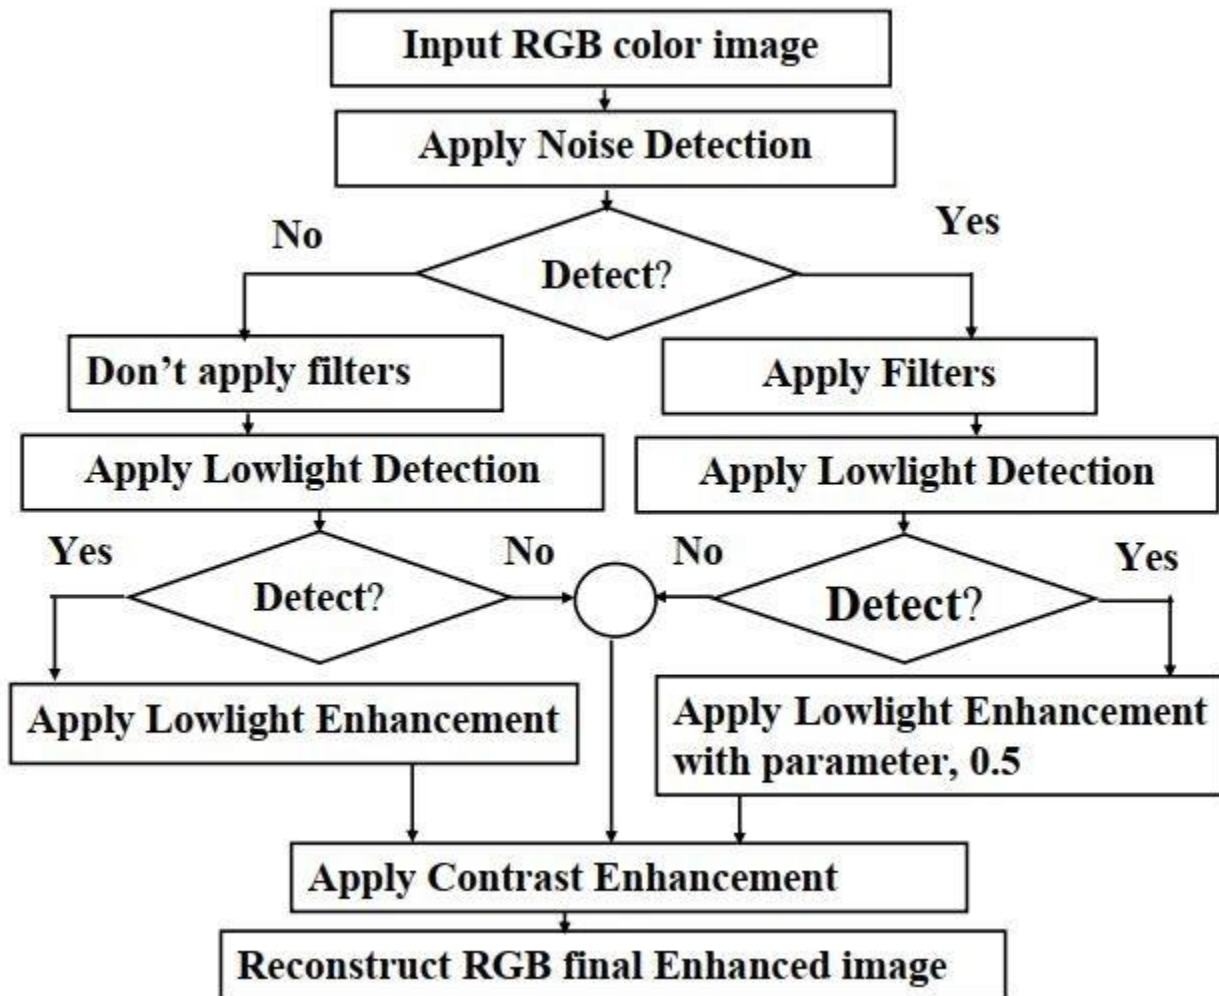 Input RGB color image
Apply Noise Detection
No
Yes
Detect?
Don't apply filters
Apply Filters
Apply Lowlight Detection
Apply Lowlight Detection
Yes
No
No
Yes
Detect?
Detect?
Apply Lowlight Enhancement
Apply Lowlight Enhancement
with parameter, 0.5
Apply Contrast Enhancement
Reconstruct RGB final Enhanced image